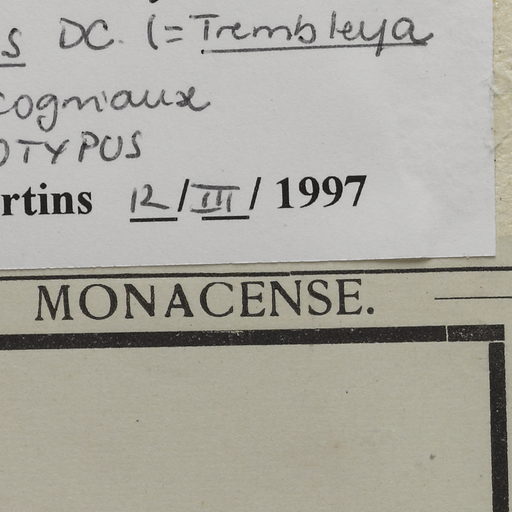 s DC. (= Trembleya
Cogniaux
OTYPUS
rtins 12/III/1997
MONACENSE.